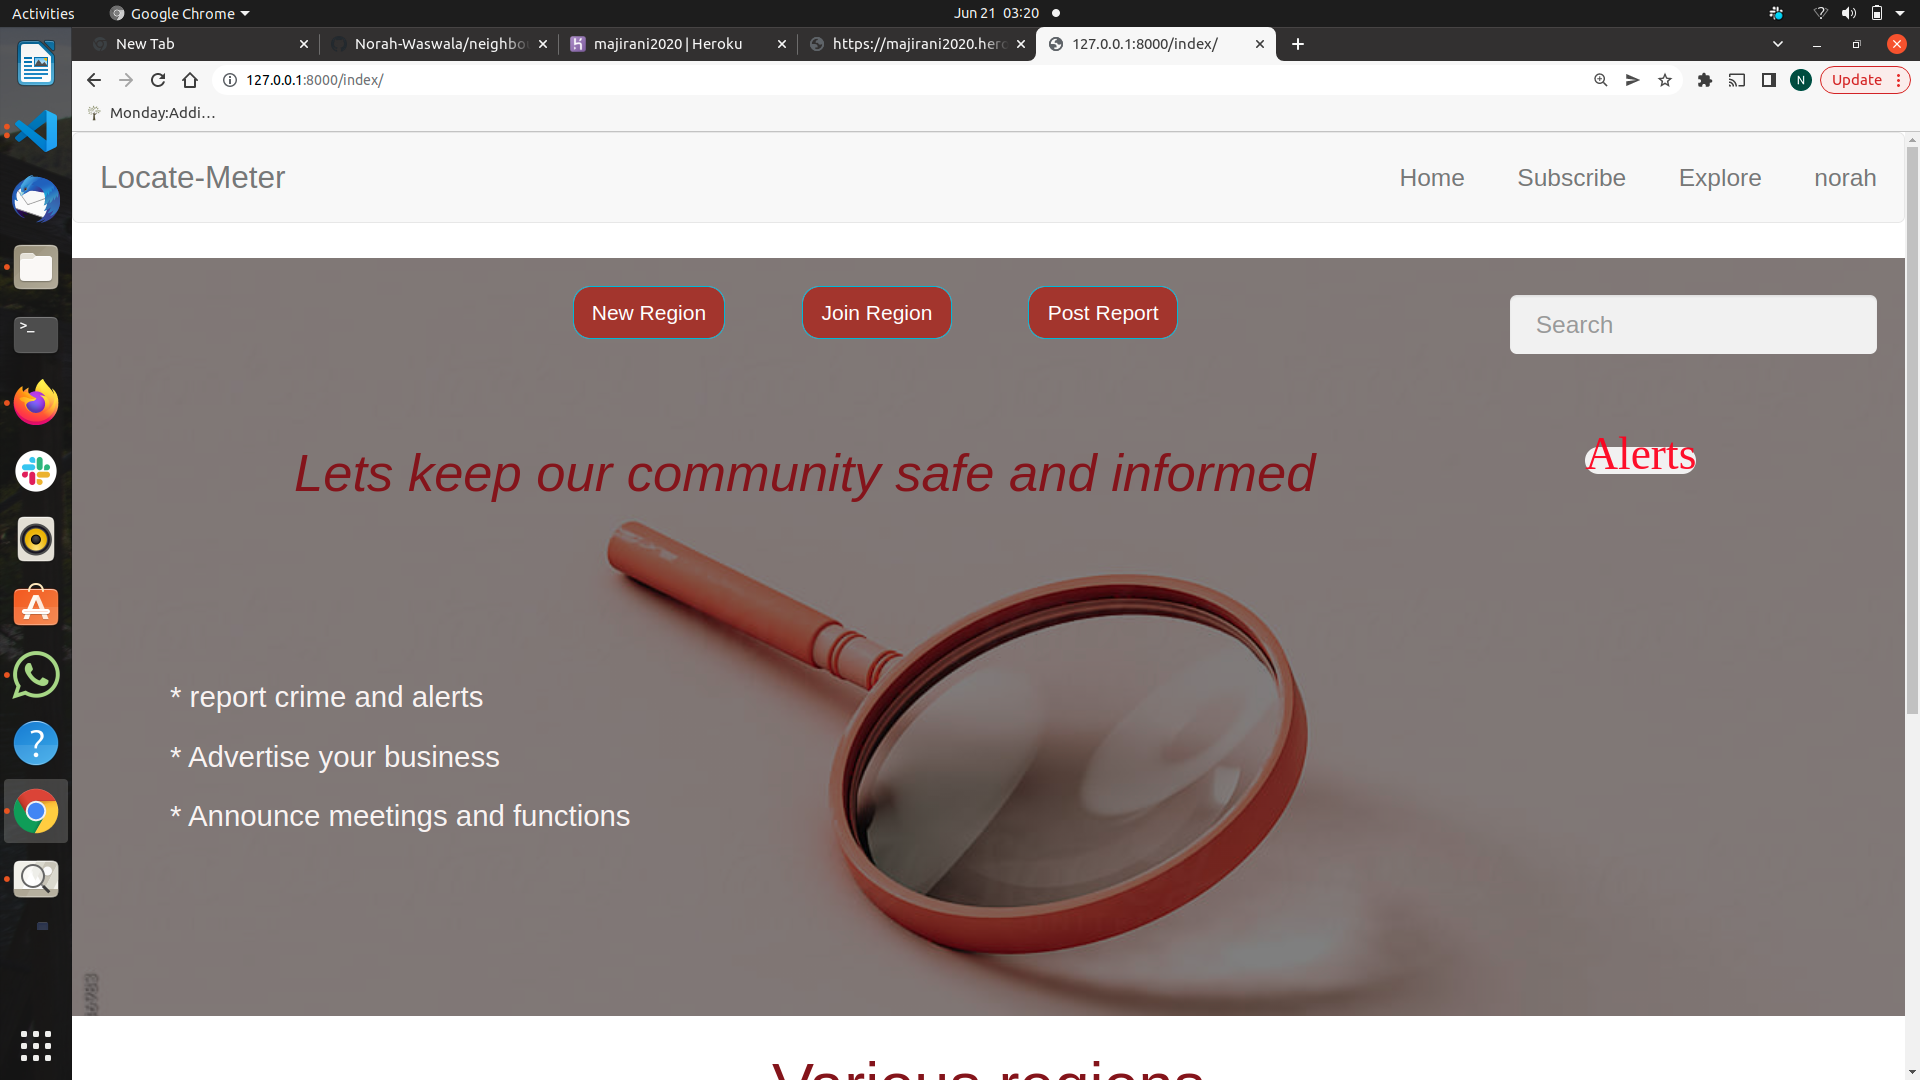 Activities Google Chrome Jun 21 03:20
New Tab Norah-Waswala/neighbo majirani2020 | Heroku https://majirani2020.hero 127.0.0.1:8000/index/
127.0.0.1:8000/index/ N Update
Monday:Addi…
Locate-Meter Home Subscribe Explore norah
New Region Join Region Post Report Search
Alerts
Lets keep our community safe and informed
* report crime and alerts
* Advertise your business
* Announce meetings and functions
Various regions